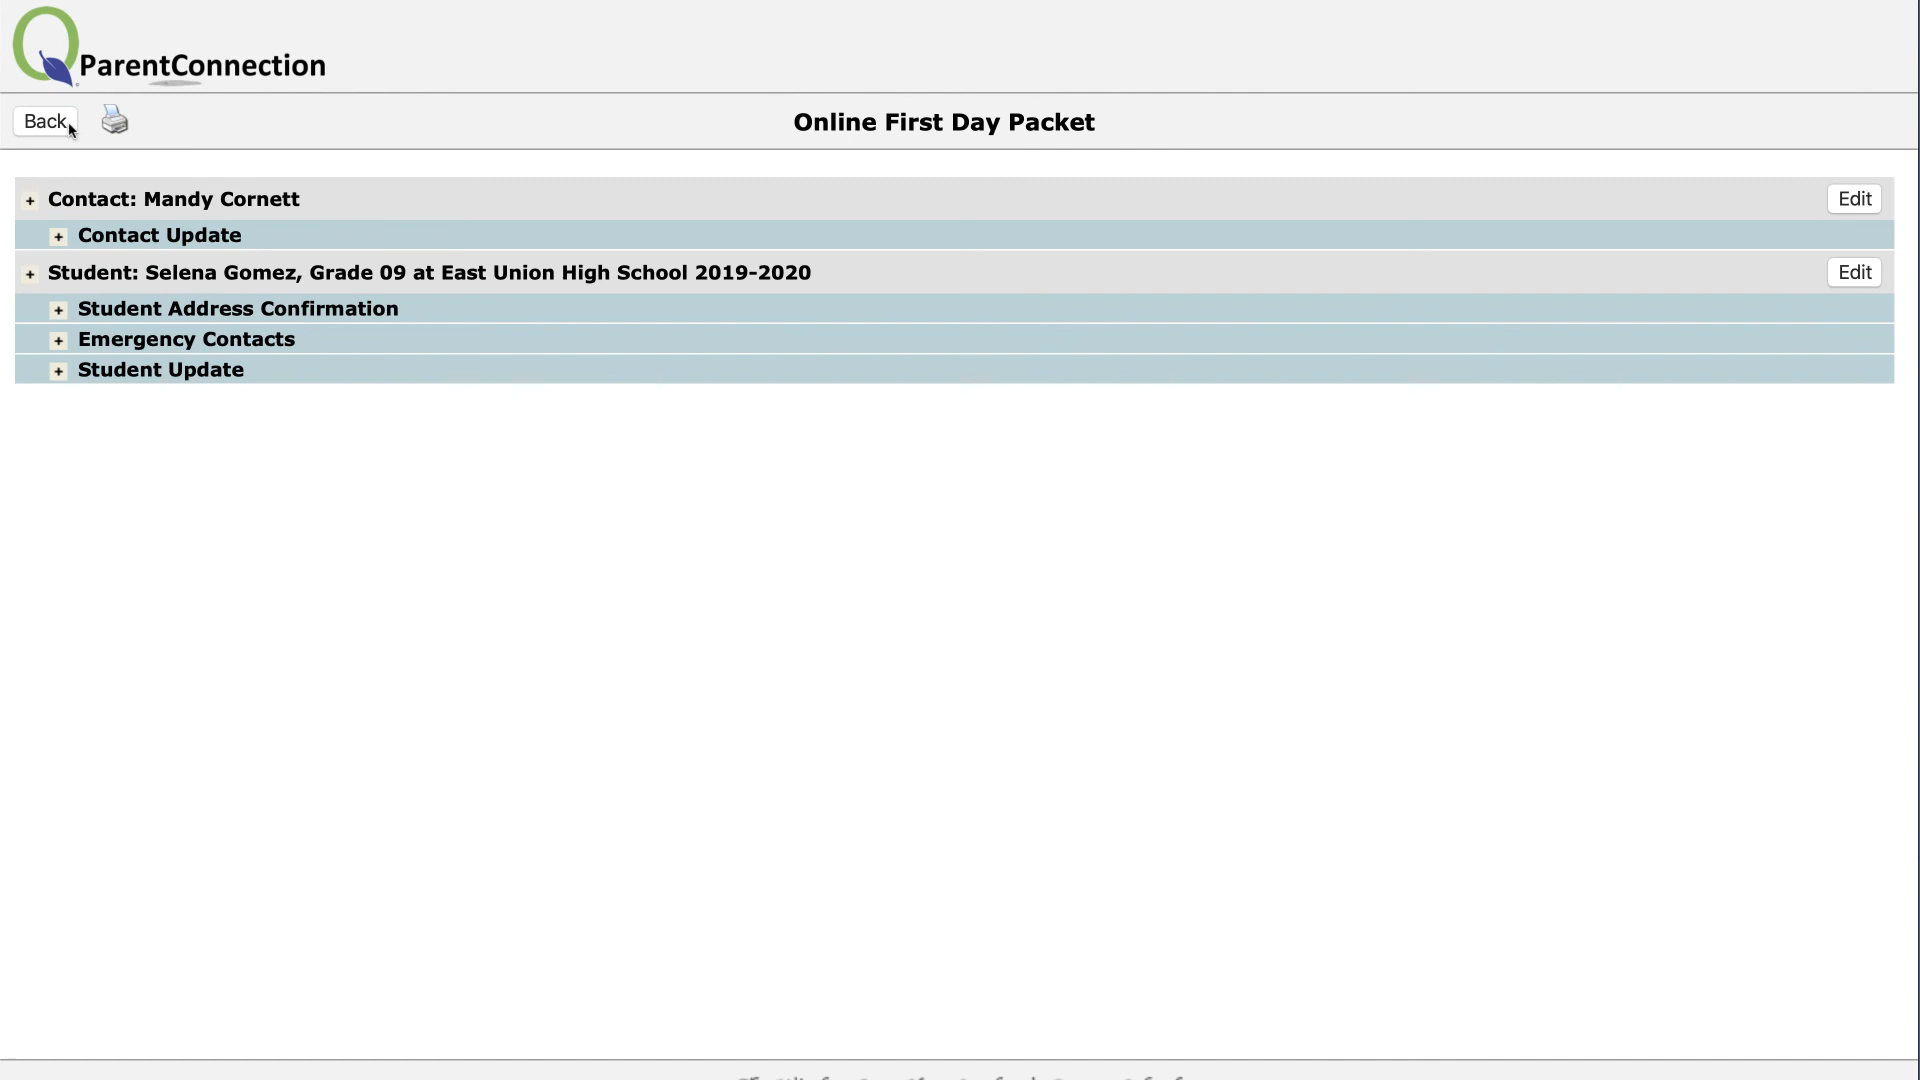 ParentConnection
Back
Online First Day Packet
+ Contact: Mandy Cornett
Edit
+ Contact Update
+ Student: Selena Gomez, Grade 09 at East Union High School 2019-2020
Edit
+ Student Address Confirmation
+ Emergency Contacts
+ Student Update